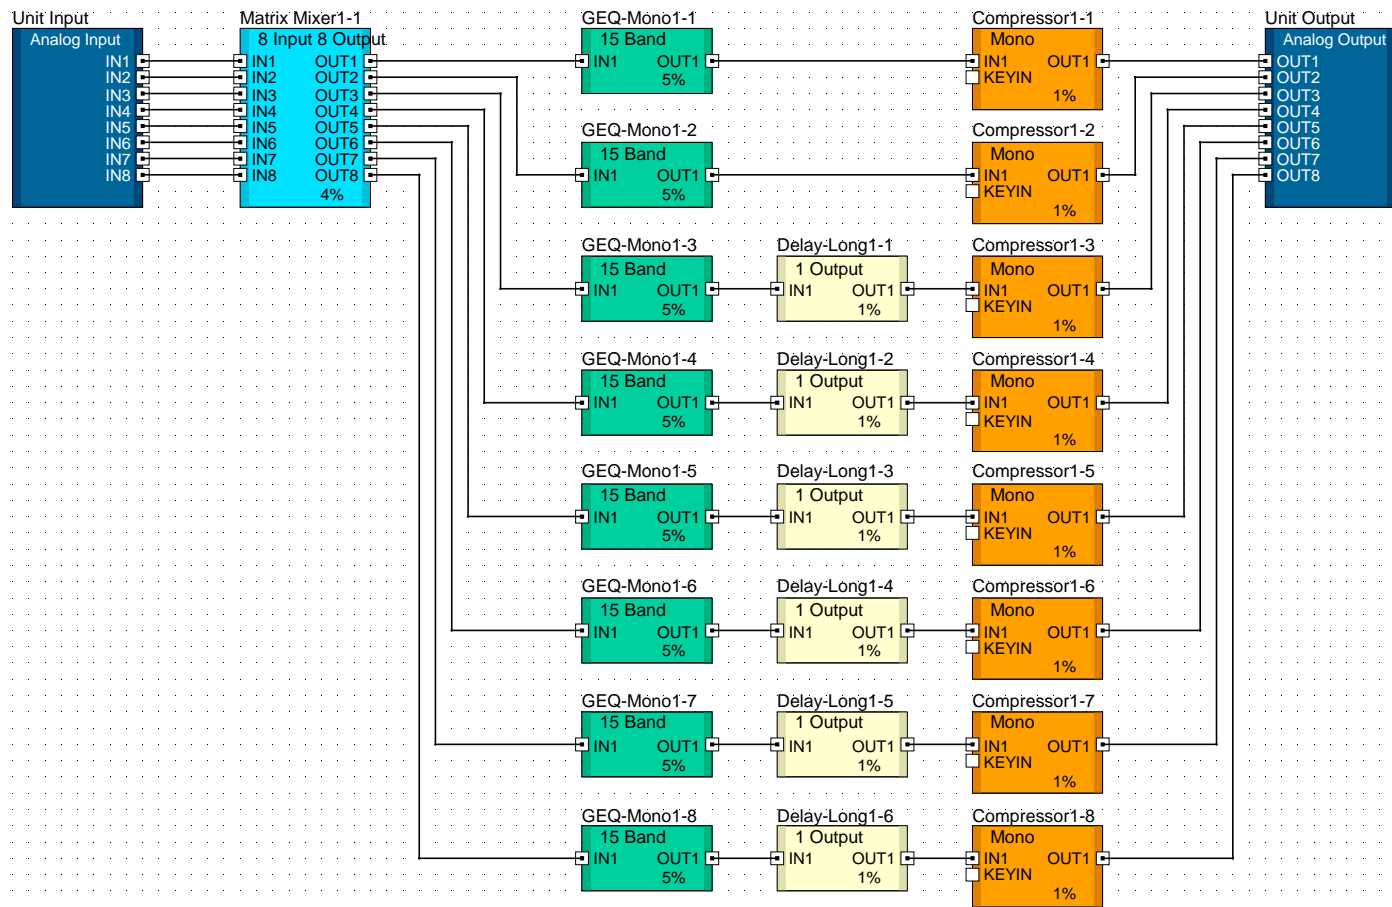 Unit Input
Analog Input
IN1
IN2
IN3
IN4
IN5
IN6
IN7
IN8
Matrix Mixer1-1
8 Input 8 Output
IN1 OUT1
IN2 OUT2
IN3 OUT3
IN4 OUT4
IN5 OUT5
IN6 OUT6
IN7 OUT7
IN8 OUT8
4%
GEQ-Mono1-1
15 Band
IN1 OUT1
5%
Compressor1-1
Mono
IN1 OUT1
KEYIN
1%
Unit Output
Analog Output
OUT1
OUT2
OUT3
OUT4
OUT5
OUT6
OUT7
OUT8
GEQ-Mono1-2
15 Band
IN1 OUT1
5%
Compressor1-2
Mono
IN1 OUT1
KEYIN
1%
GEQ-Mono1-3
15 Band
IN1 OUT1
5%
Delay-Long1-1
1 Output
IN1 OUT1
1%
Compressor1-3
Mono
IN1 OUT1
KEYIN
1%
GEQ-Mono1-4
15 Band
IN1 OUT1
5%
Delay-Long1-2
1 Output
IN1 OUT1
1%
Compressor1-4
Mono
IN1 OUT1
KEYIN
1%
GEQ-Mono1-5
15 Band
IN1 OUT1
5%
Delay-Long1-3
1 Output
IN1 OUT1
1%
Compressor1-5
Mono
IN1 OUT1
KEYIN
1%
GEQ-Mono1-6
15 Band
IN1 OUT1
5%
Delay-Long1-4
1 Output
IN1 OUT1
1%
Compressor1-6
Mono
IN1 OUT1
KEYIN
1%
GEQ-Mono1-7
15 Band
IN1 OUT1
5%
Delay-Long1-5
1 Output
IN1 OUT1
1%
Compressor1-7
Mono
IN1 OUT1
KEYIN
1%
GEQ-Mono1-8
15 Band
IN1 OUT1
5%
Delay-Long1-6
1 Output
IN1 OUT1
1%
Compressor1-8
Mono
IN1 OUT1
KEYIN
1%